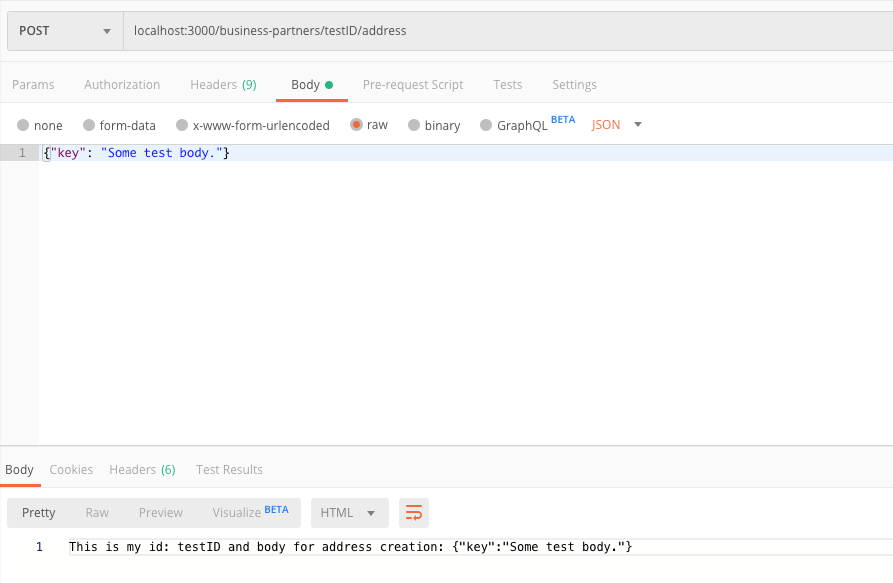 POST localhost:3000/business-partners/testID/address
Params Authorization Headers (9) Body Pre-request Script Tests Settings
none form-data x-www-form-urlencoded raw binary GraphQL BETA JSON
1 {"key": "Some test body."}
Body Cookies Headers (6) Test Results
Pretty Raw Preview Visualize BETA HTML
1 This is my id: testID and body for address creation: {"key":"Some test body."}